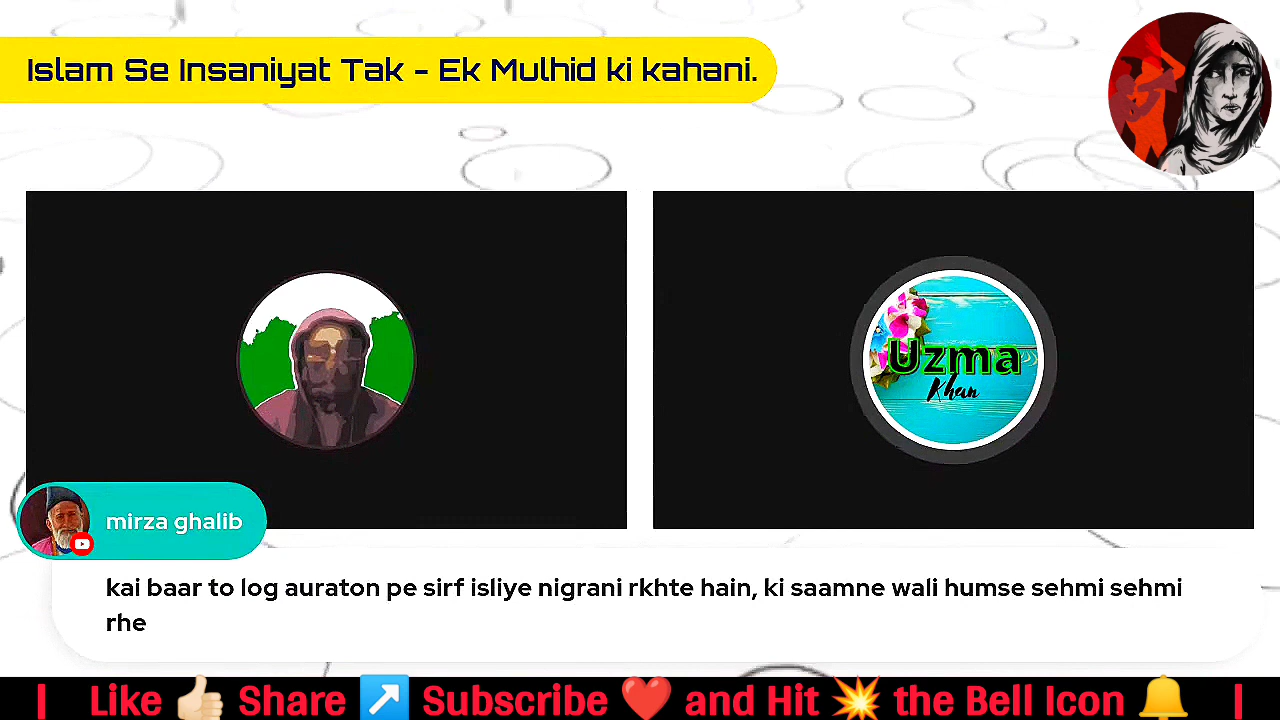 Islam Se Insaniyat Tak - Ek Mulhid ki kahani.
Uzma
Khan
mirza ghalib
kai baar to log auraton pe sirf isliye nigrani rkhte hain, ki saamne wali humse sehmi sehmi
rhe
| Like 👍🏻 Share ↗️ Subscribe ❤️ and Hit 💥 the Bell Icon 🔔 |